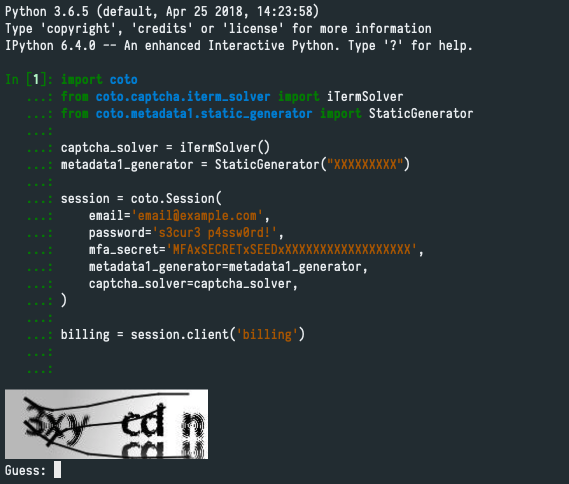 Python 3.6.5 (default, Apr 25 2018, 14:23:58)
Type 'copyright', 'credits' or 'license' for more information
IPython 6.4.0 -- An enhanced Interactive Python. Type '?' for help.
In [1]: import coto
...: from coto.captcha.iterm_solver import iTermSolver
...: from coto.metadata1.static_generator import StaticGenerator
...:
...: captcha_solver = iTermSolver()
...: metadata1_generator = StaticGenerator("XXXXXXXXX")
...:
...: session = coto.Session(
...:     email='email@example.com',
...:     password='s3cur3 p4ssw0rd!',
...:     mfa_secret='MFAxSECRETxSEEDxXXXXXXXXXXXXXXXXXX',
...:     metadata1_generator=metadata1_generator,
...:     captcha_solver=captcha_solver,
...: )
...:
...: billing = session.client('billing')
...:
...:
Guess: